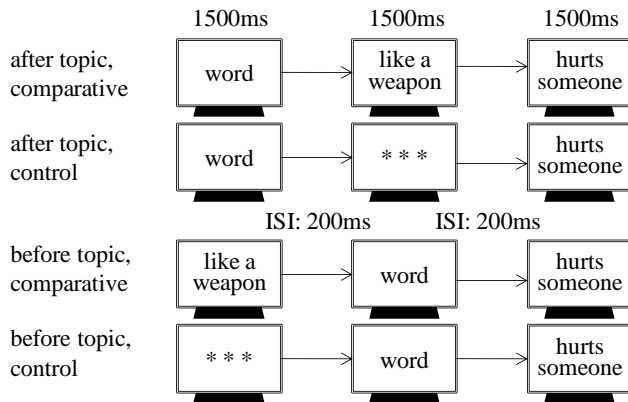 1500ms 1500ms 1500ms
after topic,
comparative
word
like a
weapon
hurts
someone
after topic,
control
word
* * *
hurts
someone
ISI: 200ms ISI: 200ms
before topic,
comparative
like a
weapon
word
hurts
someone
before topic,
control
* * *
word
hurts
someone